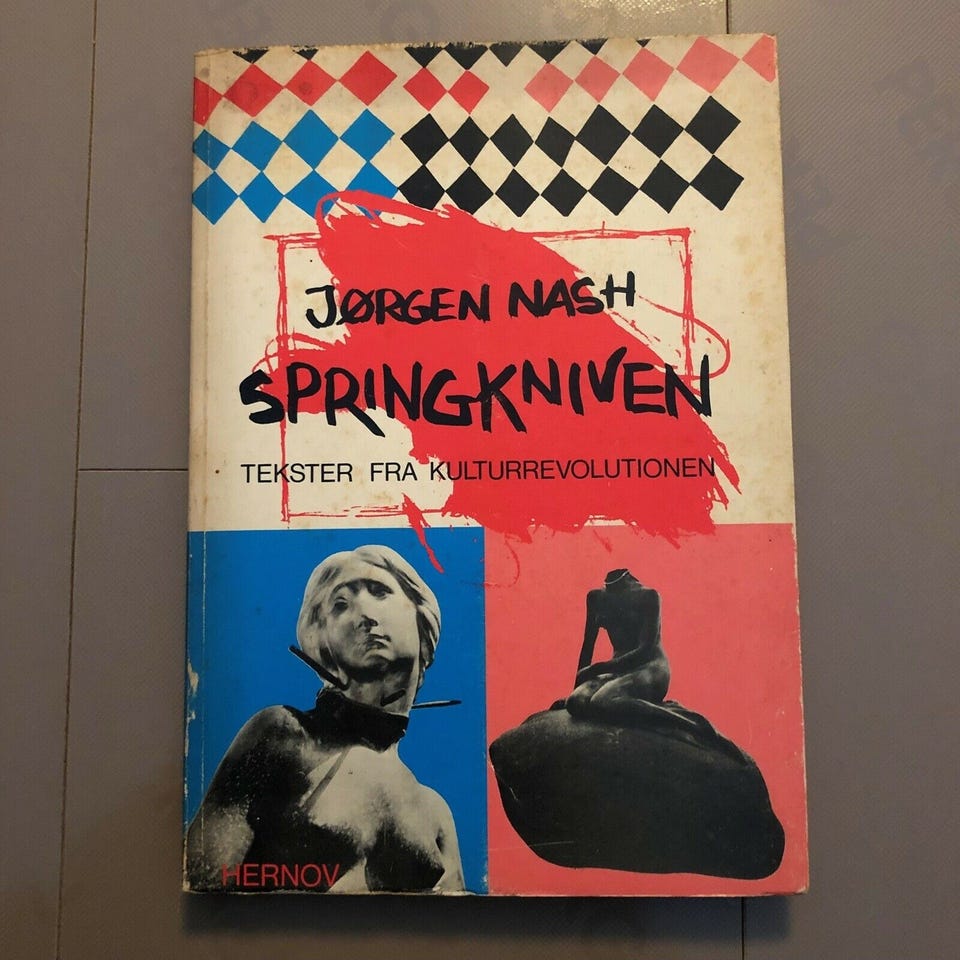 JØRGEN NASH
SPRINGKNIVEN
TEKSTER FRA KULTURREVOLUTIONEN
HERNOV